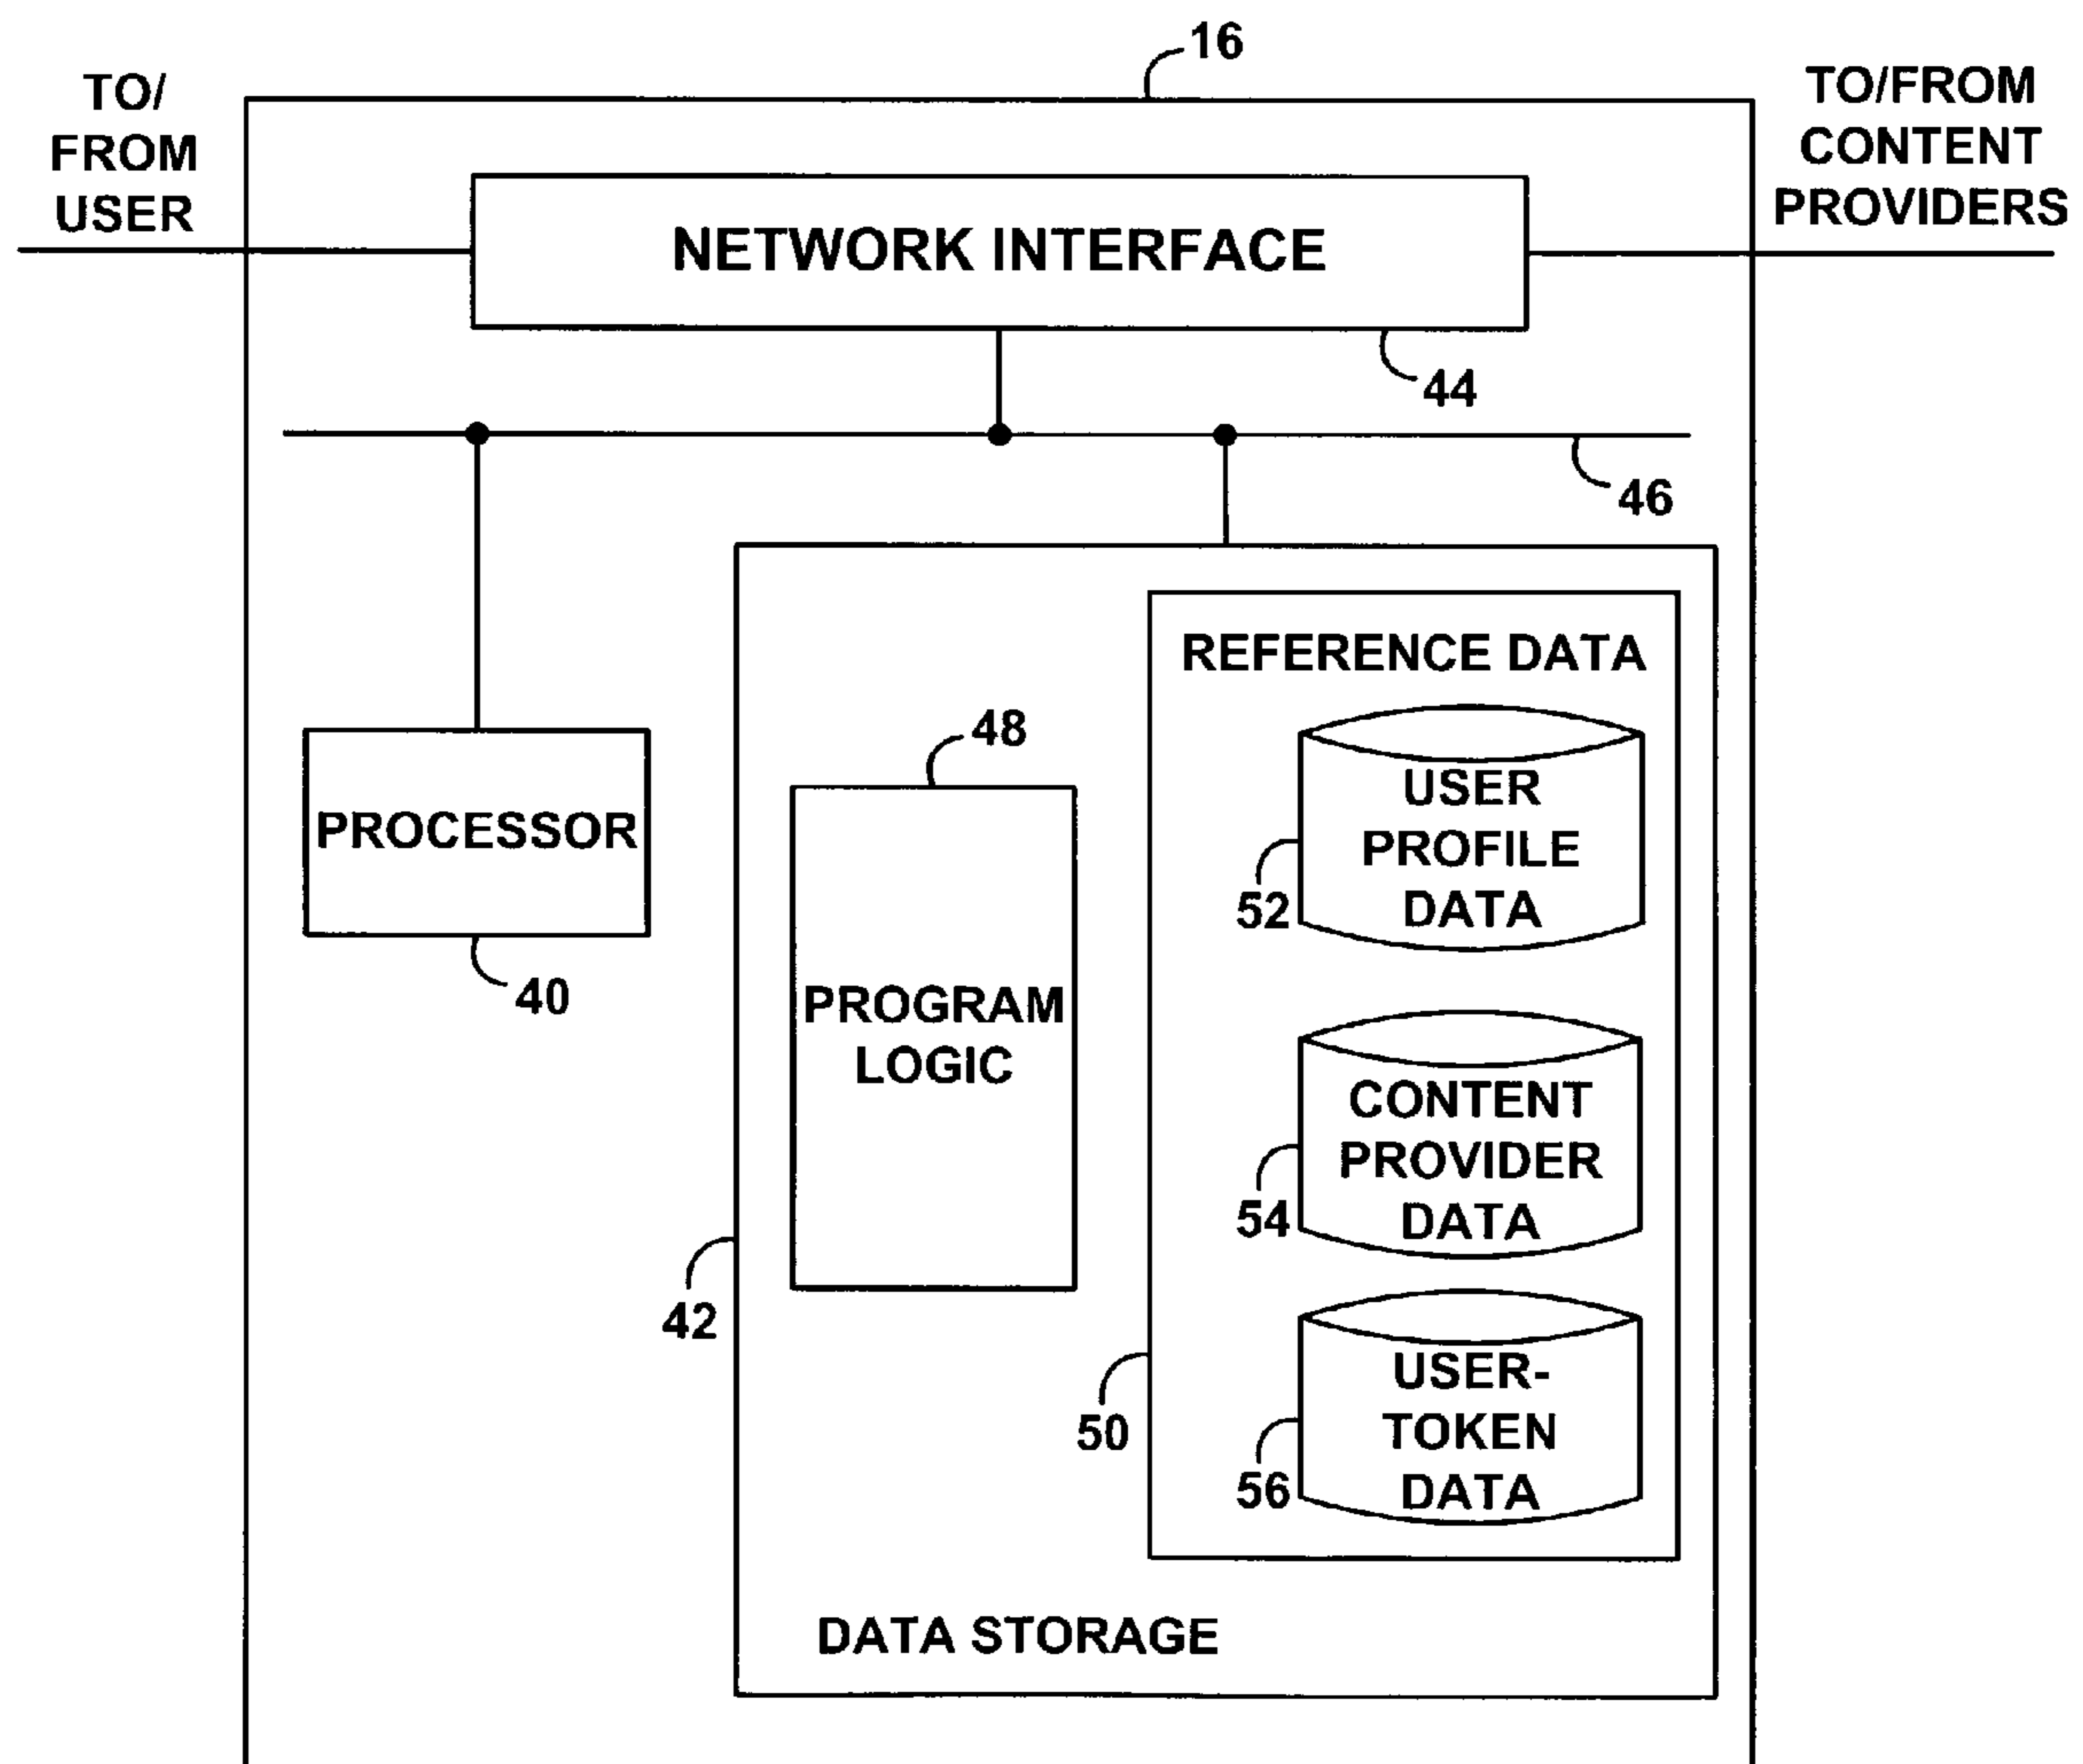 16
TO/
FROM
USER
TO/FROM
CONTENT
PROVIDERS
NETWORK INTERFACE
44
46
REFERENCE DATA
48
USER
PROFILE
DATA
52
PROCESSOR
40
PROGRAM
LOGIC
CONTENT
PROVIDER
DATA
54
42
USER-
TOKEN
DATA
50
56
DATA STORAGE